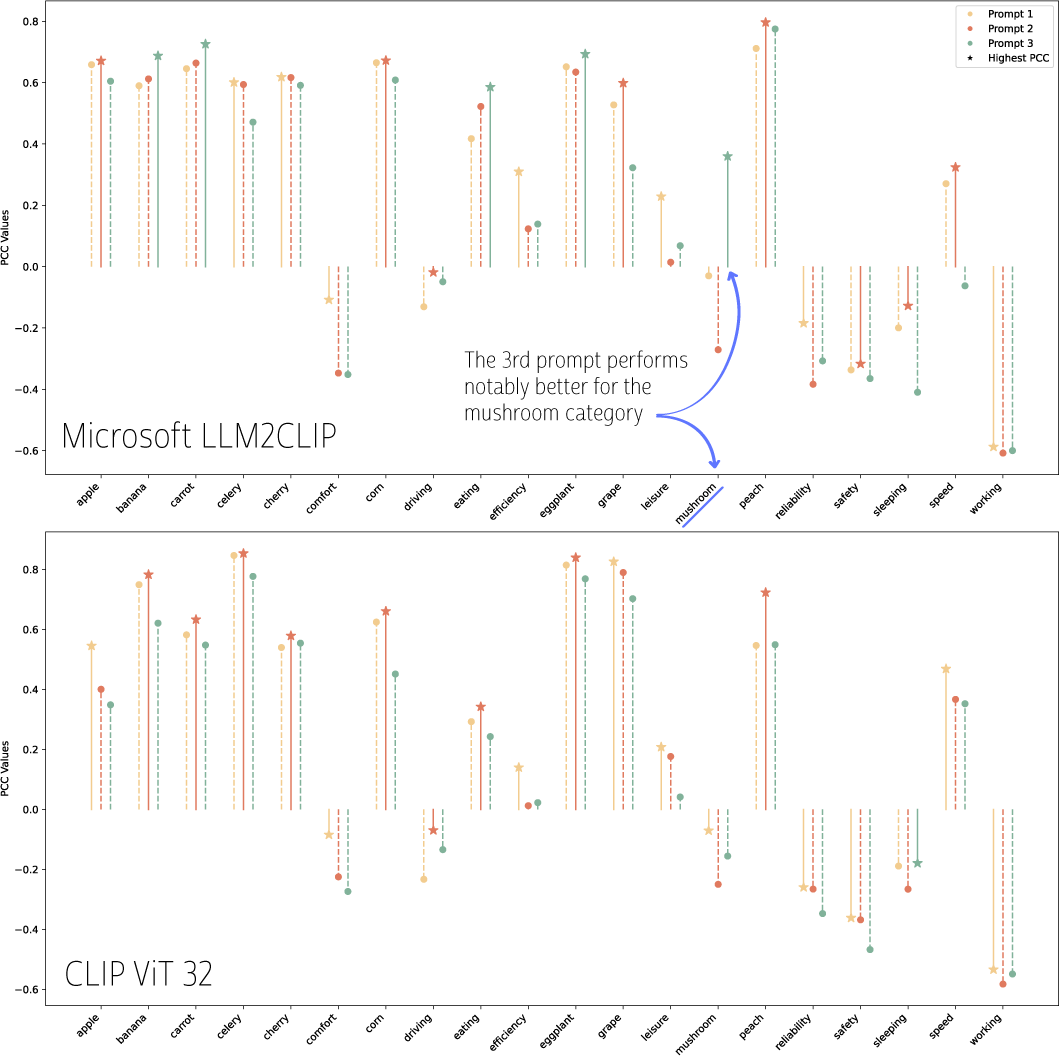 0.8
0.6
0.4
0.2
0.0
−0.2
−0.4
−0.6
PCC Values
Prompt 1
Prompt 2
Prompt 3
Highest PCC
The 3rd prompt performs
notably better for the
mushroom category
Microsoft LLM2CLIP
apple
banana
carrot
celery
cherry
comfort
corn
driving
eating
efficiency
eggplant
grape
leisure
mushroom
peach
reliability
safety
sleeping
speed
working
0.8
0.6
0.4
0.2
0.0
−0.2
−0.4
−0.6
PCC Values
CLIP ViT 32
apple
banana
carrot
celery
cherry
comfort
corn
driving
eating
efficiency
eggplant
grape
leisure
mushroom
peach
reliability
safety
sleeping
speed
working